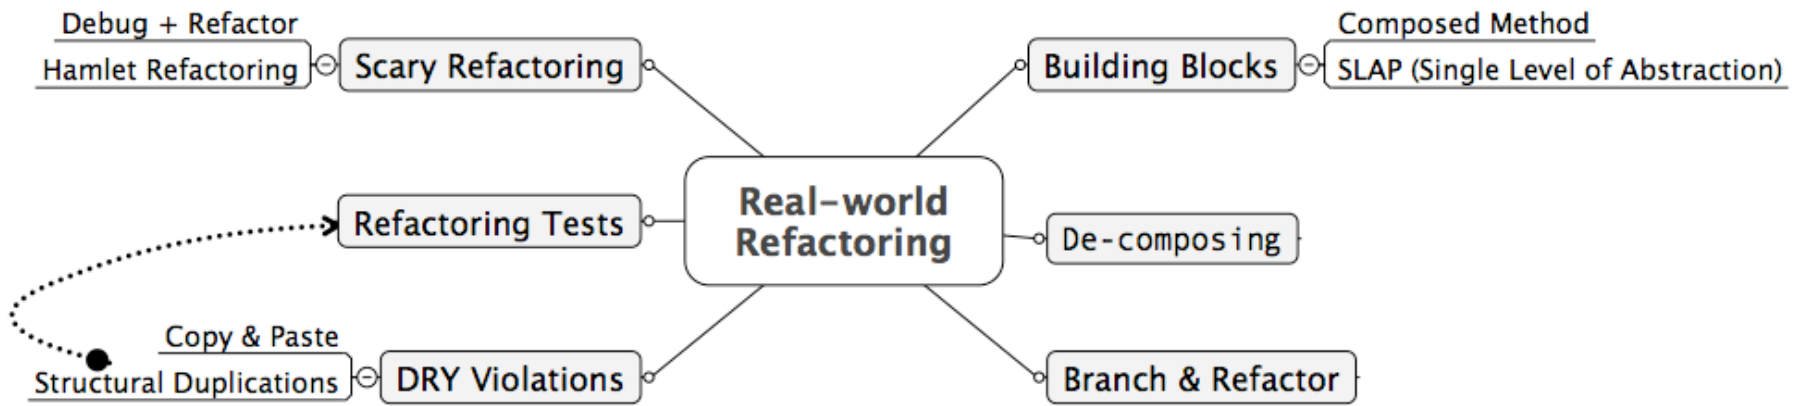 Debug + Refactor
Hamlet Refactoring
Scary Refactoring
Building Blocks
Composed Method
SLAP (Single Level of Abstraction)
Real-world
Refactoring
Refactoring Tests
De-composing
Copy & Paste
Structural Duplications
DRY Violations
Branch & Refactor